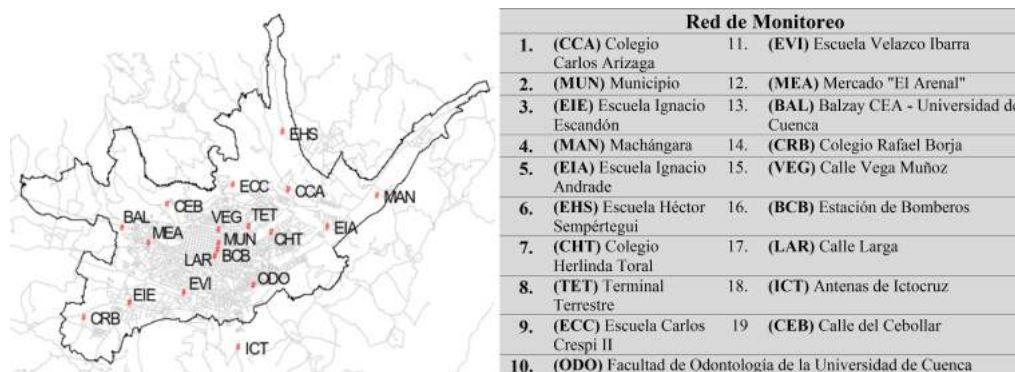 EHS
ECC
CCA
MAN
CEB
BAL
VEG
TET
EIA
MEA
MUN
CHT
LAR
BCB
EVI
ODO
EIE
CRB
ICT
Red de Monitoreo
1. (CCA) Colegio Carlos Arízaga
11. (EVI) Escuela Velazco Ibarra
2. (MUN) Municipio
12. (MEA) Mercado "El Arenal"
3. (EIE) Escuela Ignacio Escandón
13. (BAL) Balzay CEA - Universidad de Cuenca
4. (MAN) Machángara
14. (CRB) Colegio Rafael Borja
5. (EIA) Escuela Ignacio Andrade
15. (VEG) Calle Vega Muñoz
6. (EHS) Escuela Héctor Sempértegui
16. (BCB) Estación de Bomberos
7. (CHT) Colegio Herlinda Toral
17. (LAR) Calle Larga
8. (TET) Terminal Terrestre
18. (ICT) Antenas de Ictocruz
9. (ECC) Escuela Carlos Crespi II
19 (CEB) Calle del Cebollar
10. (ODO) Facultad de Odontología de la Universidad de Cuenca